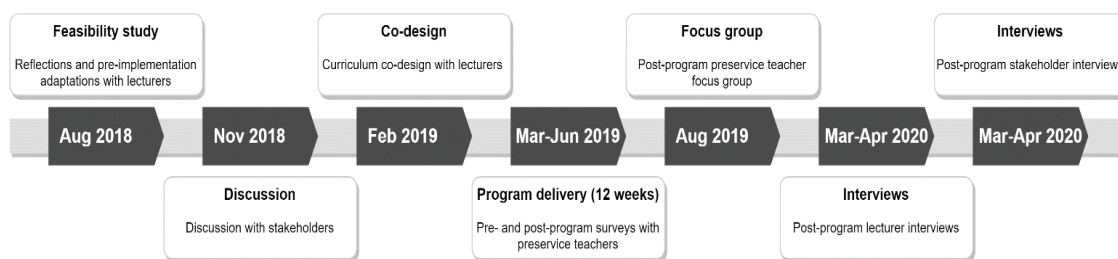 Feasibility study
Reflections and pre-implementation
adaptations with lecturers
Co-design
Curriculum co-design with lecturers
Focus group
Post-program preservice teacher
focus group
Interviews
Post-program stakeholder interview
Aug 2018
Nov 2018
Feb 2019
Mar-Jun 2019
Aug 2019
Mar-Apr 2020
Mar-Apr 2020
Discussion
Discussion with stakeholders
Program delivery (12 weeks)
Pre- and post-program surveys with
preservice teachers
Interviews
Post-program lecturer interviews